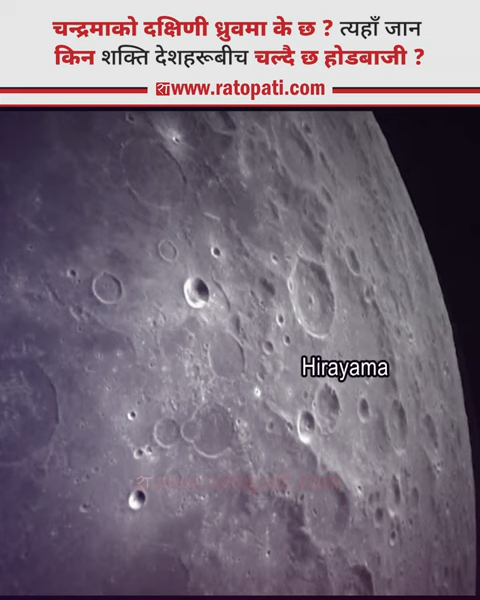 चन्द्रमाको दक्षिणी ध्रुवमा के छ ? त्यहाँ जान
किन शक्ति देशहरूबीच चल्दै छ होडबाजी ?
www.ratopati.com
Hirayama